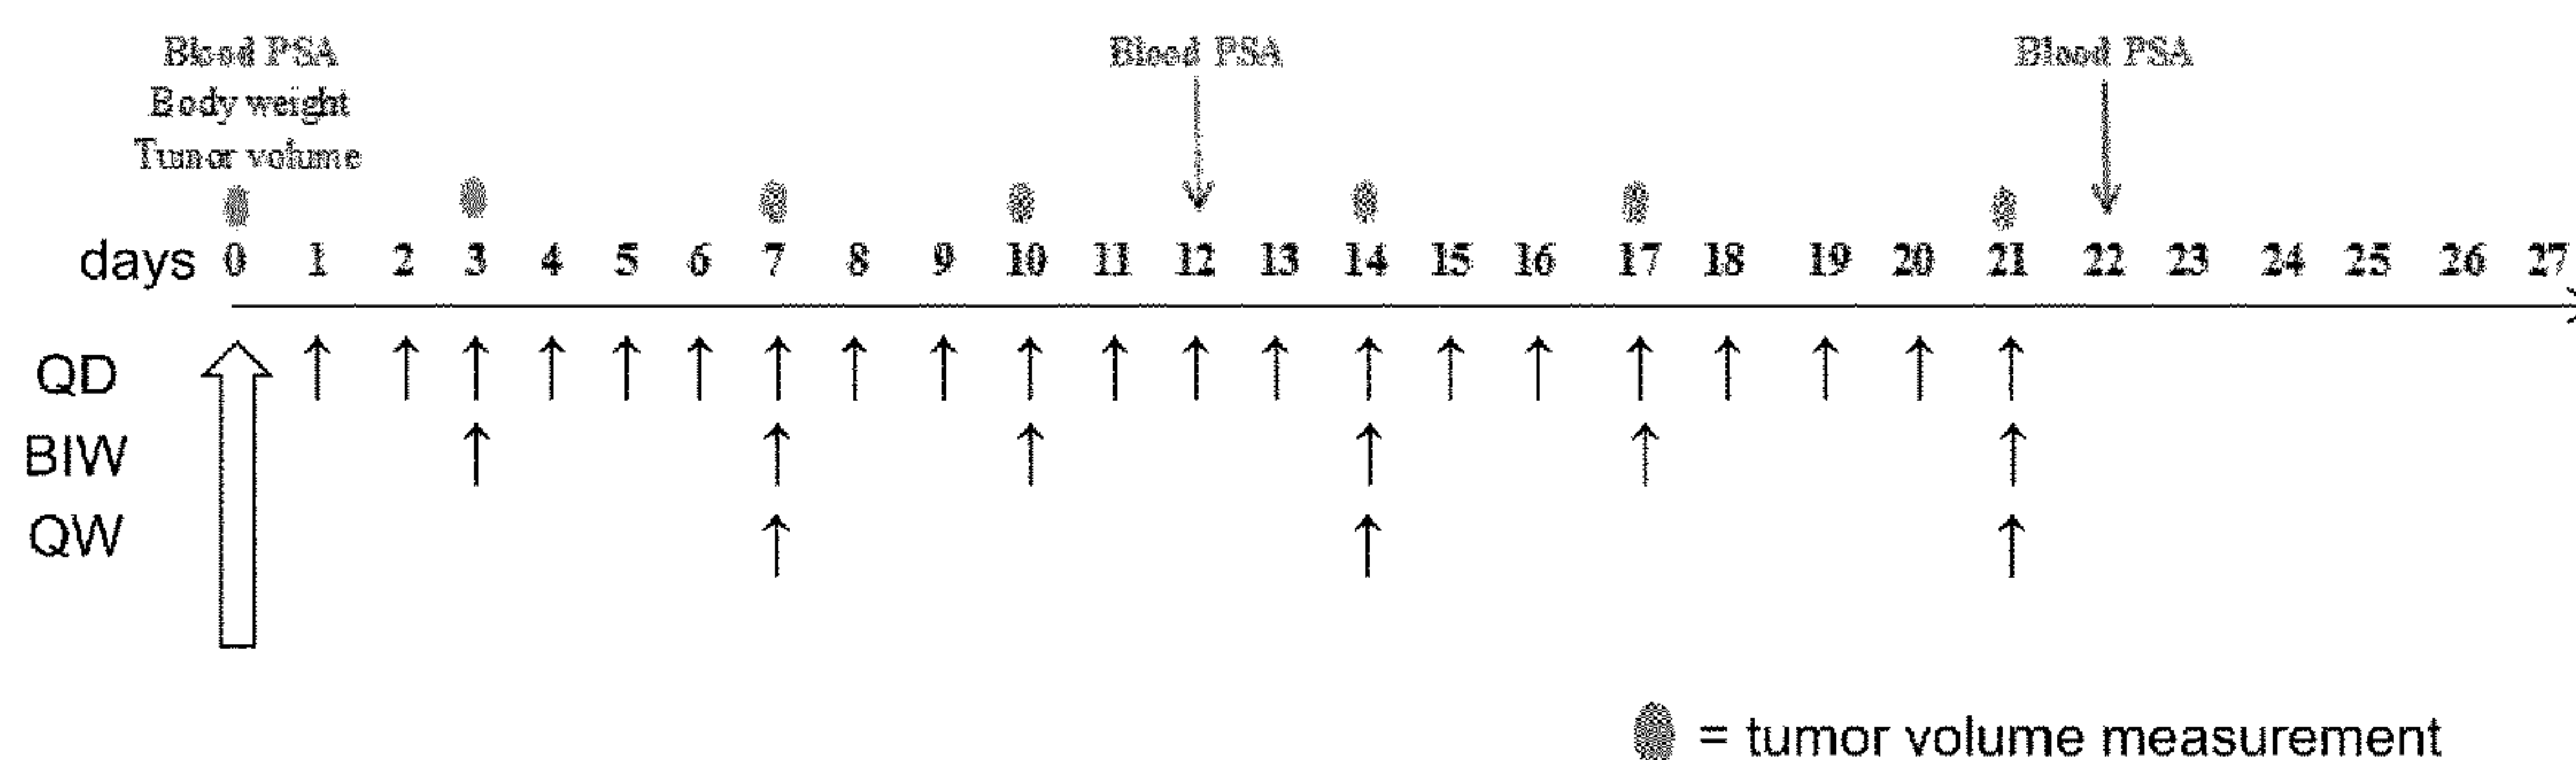 Blood PSA
Body weight
Tumor volume
Blood PSA
Blood PSA
days 0 1 2 3 4 5 6 7 8 9 10 11 12 13 14 15 16 17 18 19 20 21 22 23 24 25 26 27
QD
BIW
QW
= tumor volume measurement